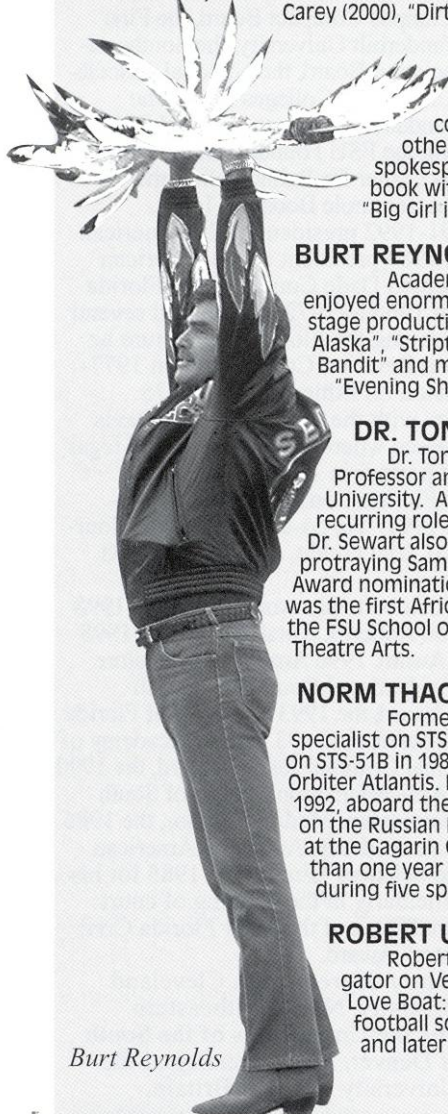 Carey (2000), "Dirt
co
othe
spokesp
book wit
"Big Girl i
BURT REYNO
Academ
enjoyed enorm
stage producti
Alaska", "Stript
Bandit" and m
"Evening Sh
DR. TON
Dr. Ton
Professor an
University. A
recurring role
Dr. Sewart also
protraying Sam
Award nominatio
was the first Afric
the FSU School o
Theatre Arts.
NORM THAG
Forme
specialist on STS
on STS-51B in 198
Orbiter Atlantis.
1992, aboard the
on the Russian
at the Gagarin
than one year
during five sp
ROBERT U
Robert
gator on Ve
Love Boat:
football sc
and later
SEM
Burt Reynolds